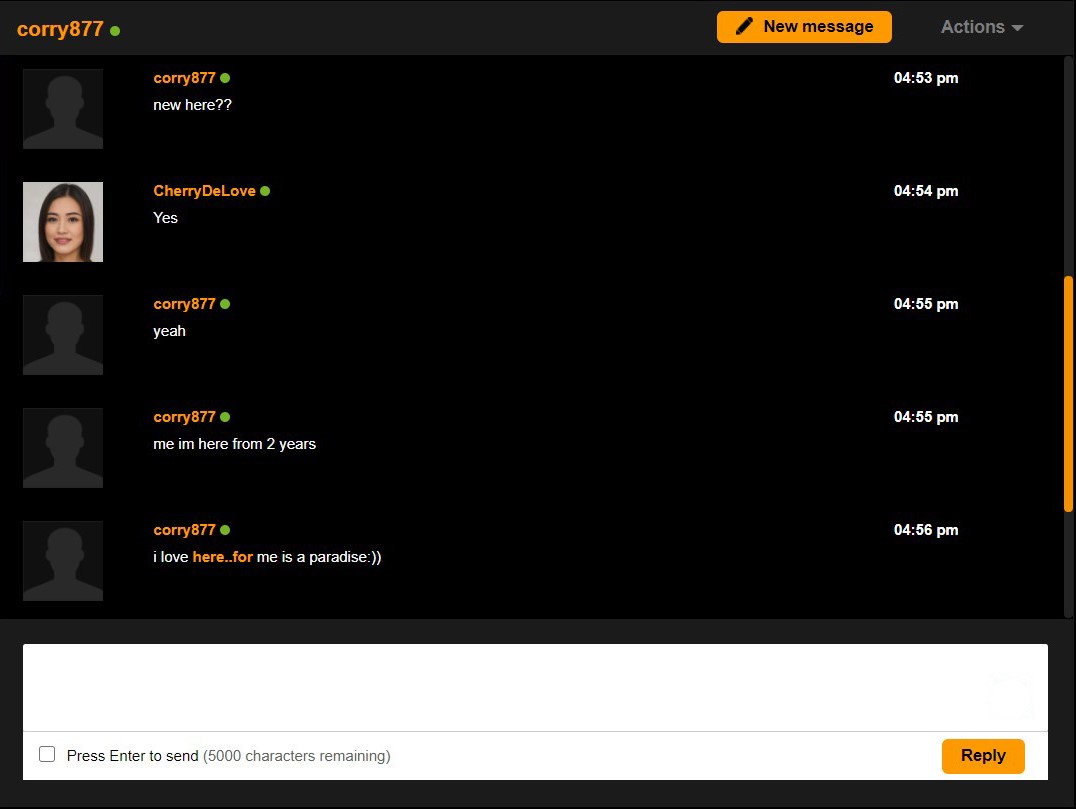 corry877
New message
Actions
corry877 04:53 pm
new here??
CherryDeLove 04:54 pm
Yes
corry877 04:55 pm
yeah
corry877 04:55 pm
me im here from 2 years
corry877 04:56 pm
i love here..for me is a paradise:))
Press Enter to send (5000 characters remaining)
Reply